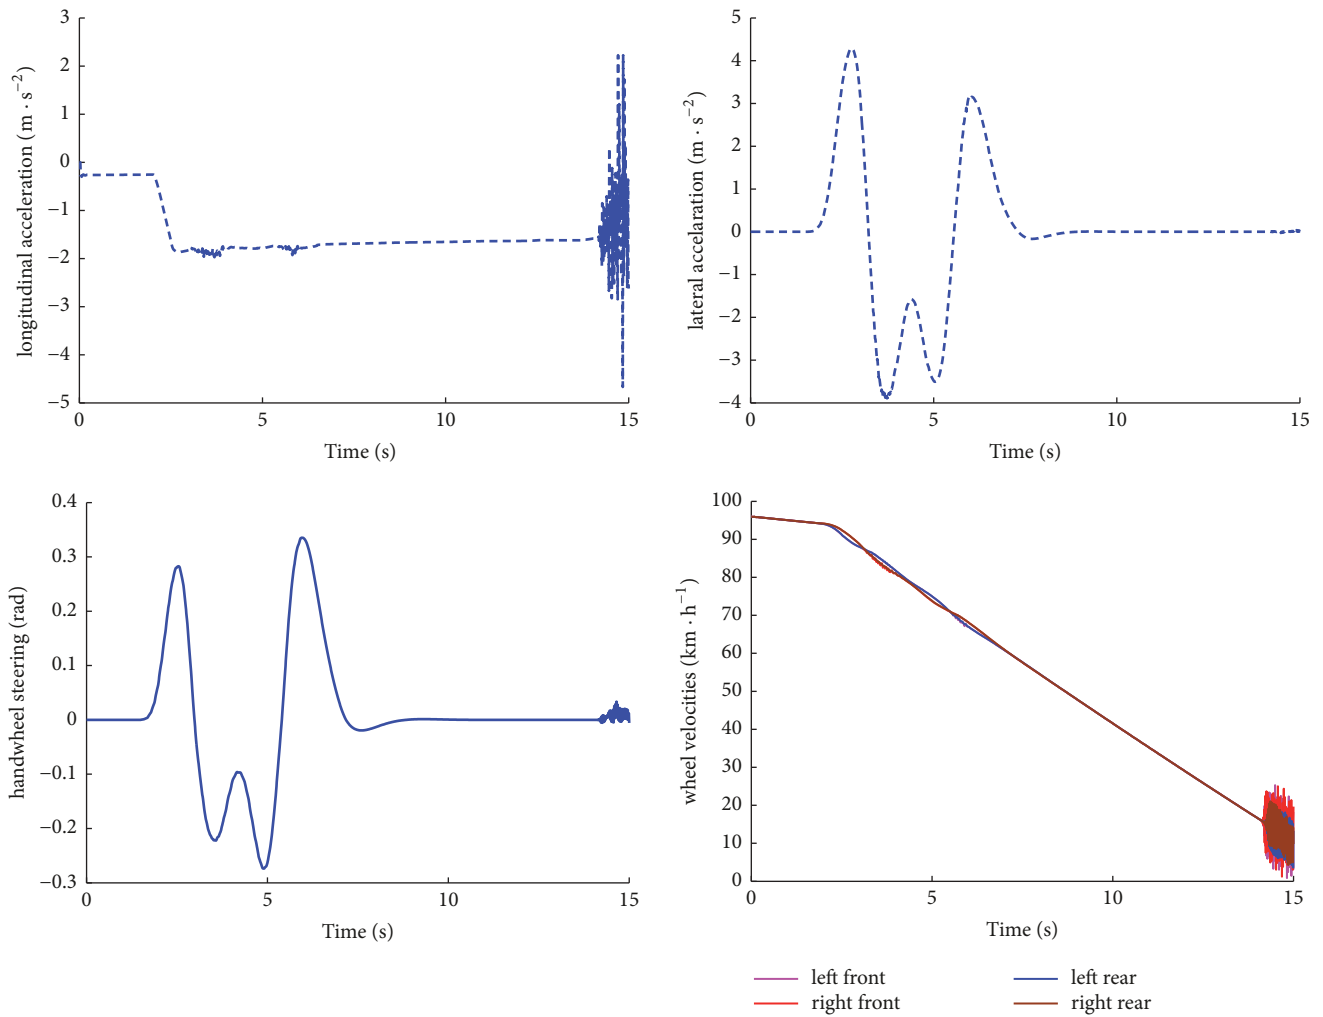 3
2
1
0
−1
−2
−3
−4
−5
longitudinal acceleration (m · s⁻²)
0 5 10 15
Time (s)
5
4
3
2
1
0
−1
−2
−3
−4
lateral accelaration (m · s⁻²)
0 5 10 15
Time (s)
0.4
0.3
0.2
0.1
0
−0.1
−0.2
−0.3
handwheel steering (rad)
0 5 10 15
Time (s)
100
90
80
70
60
50
40
30
20
10
0
wheel velocities (km · h⁻¹)
0 5 10 15
Time (s)
left front left rear
right front right rear